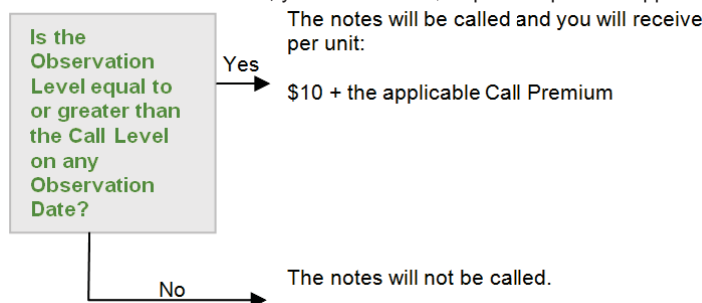 Is the
Observation
Level equal to
or greater than
the Call Level
on any
Observation
Date?
Yes
The notes will be called and you will receive
per unit:
$10 + the applicable Call Premium
No
The notes will not be called.